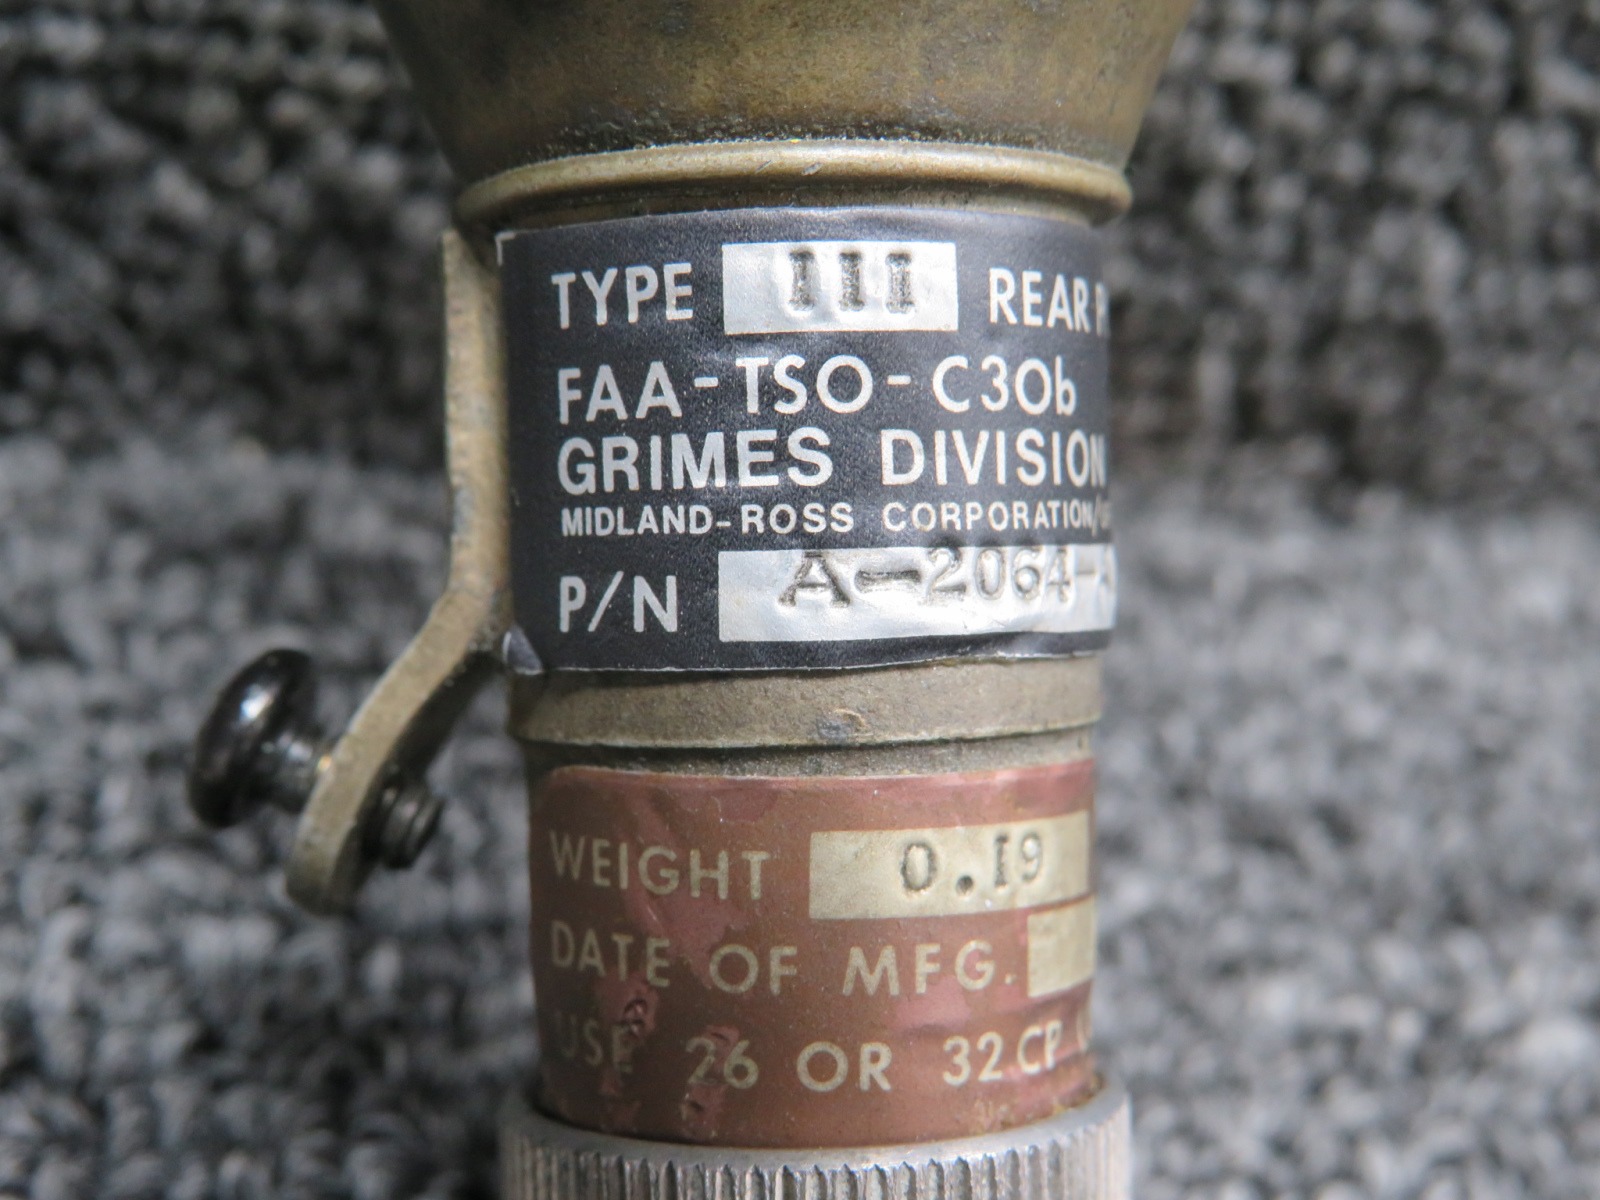 TYPE III REAR
FAA-TSO-C30b
GRIMES DIVISION
MIDLAND-ROSS CORPORATION/
P/N A-2064-A
WEIGHT 0.19
DATE OF MFG.
USE 26 OR 32 CP